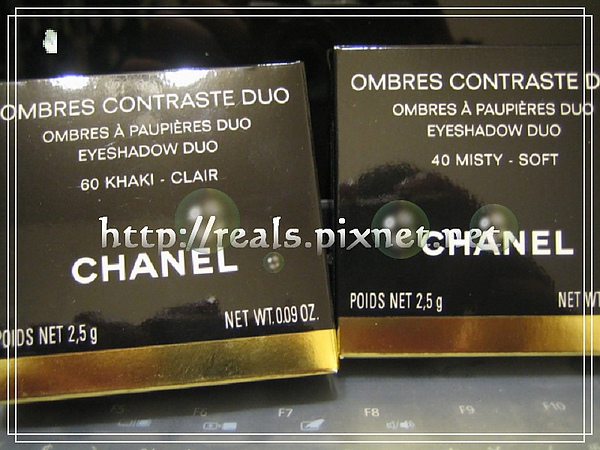 OMBRES CONTRASTE DUO
OMBRES À PAUPIÈRES DUO
EYESHADOW DUO
60 KHAKI - CLAIR
CHANEL
POIDS NET 2,5 g
NET WT. 0.09 OZ.
OMBRES CONTRASTE D
OMBRES À PAUPIÈRES DUO
EYESHADOW DUO
40 MISTY - SOFT
CHANEL
POIDS NET 2,5 g
NET WT
http://reals.pixnet.net
F5
F6
F7
F8
F9
F10